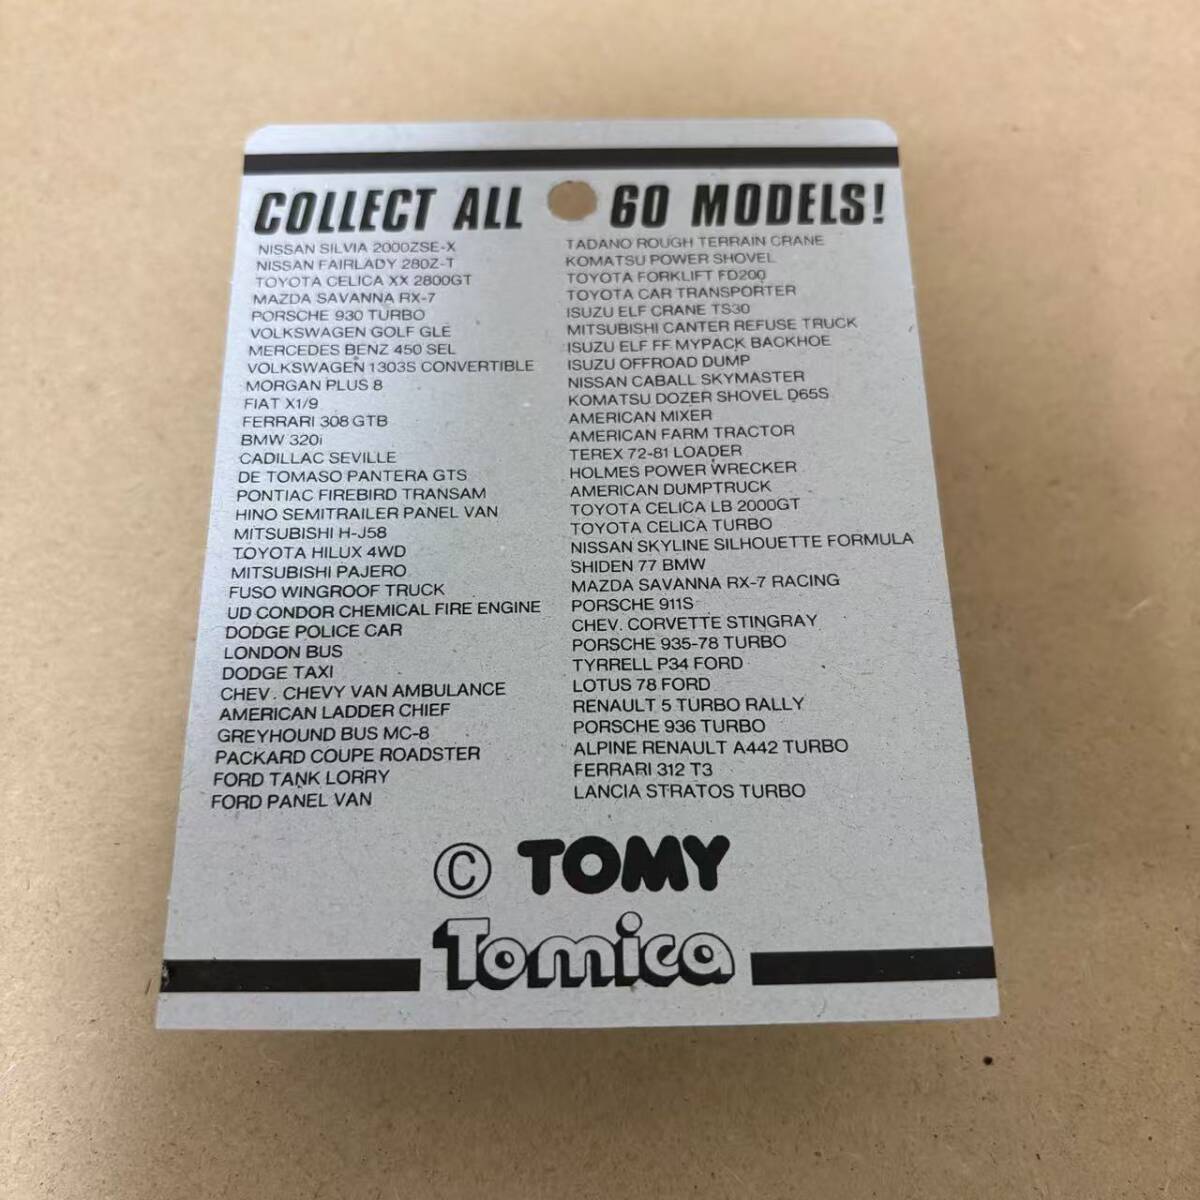 COLLECT ALL 60 MODELS!
NISSAN SILVIA 2000ZSE-X
NISSAN FAIRLADY 280Z-T
TOYOTA CELICA XX 2800GT
MAZDA SAVANNA RX-7
PORSCHE 930 TURBO
VOLKSWAGEN GOLF GLE
MERCEDES BENZ 450 SEL
VOLKSWAGEN 1303S CONVERTIBLE
MORGAN PLUS 8
FIAT X1/9
FERRARI 308 GTB
BMW 320i
CADILLAC SEVILLE
DE TOMASO PANTERA GTS
PONTIAC FIREBIRD TRANSAM
HINO SEMITRAILER PANEL VAN
MITSUBISHI H-J58
TOYOTA HILUX 4WD
MITSUBISHI PAJERO
FUSO WINGROOF TRUCK
UD CONDOR CHEMICAL FIRE ENGINE
DODGE POLICE CAR
LONDON BUS
DODGE TAXI
CHEV. CHEVY VAN AMBULANCE
AMERICAN LADDER CHIEF
GREYHOUND BUS MC-8
PACKARD COUPE ROADSTER
FORD TANK LORRY
FORD PANEL VAN
TADANO ROUGH TERRAIN CRANE
KOMATSU POWER SHOVEL
TOYOTA FORKLIFT FD200
TOYOTA CAR TRANSPORTER
ISUZU ELF CRANE TS30
MITSUBISHI CANTER REFUSE TRUCK
ISUZU ELF FF MYPACK BACKHOE
ISUZU OFFROAD DUMP
NISSAN CABALL SKYMASTER
KOMATSU DOZER SHOVEL D65S
AMERICAN MIXER
AMERICAN FARM TRACTOR
TEREX 72-81 LOADER
HOLMES POWER WRECKER
AMERICAN DUMPTRUCK
TOYOTA CELICA LB 2000GT
TOYOTA CELICA TURBO
NISSAN SKYLINE SILHOUETTE FORMULA
SHIDEN 77 BMW
MAZDA SAVANNA RX-7 RACING
PORSCHE 911S
CHEV. CORVETTE STINGRAY
PORSCHE 935-78 TURBO
TYRRELL P34 FORD
LOTUS 78 FORD
RENAULT 5 TURBO RALLY
PORSCHE 936 TURBO
ALPINE RENAULT A442 TURBO
FERRARI 312 T3
LANCIA STRATOS TURBO
© TOMY
Tomica